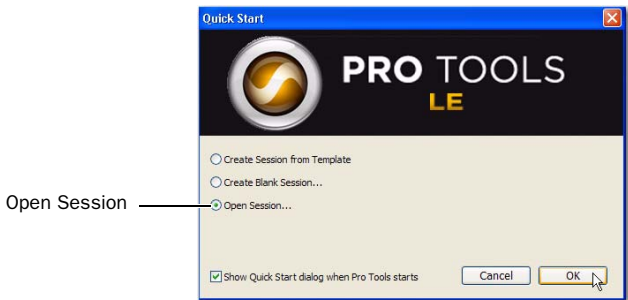 Quick Start
PRO TOOLS
LE
Create Session from Template
Create Blank Session...
Open Session
Open Session...
Show Quick Start dialog when Pro Tools starts
Cancel
OK